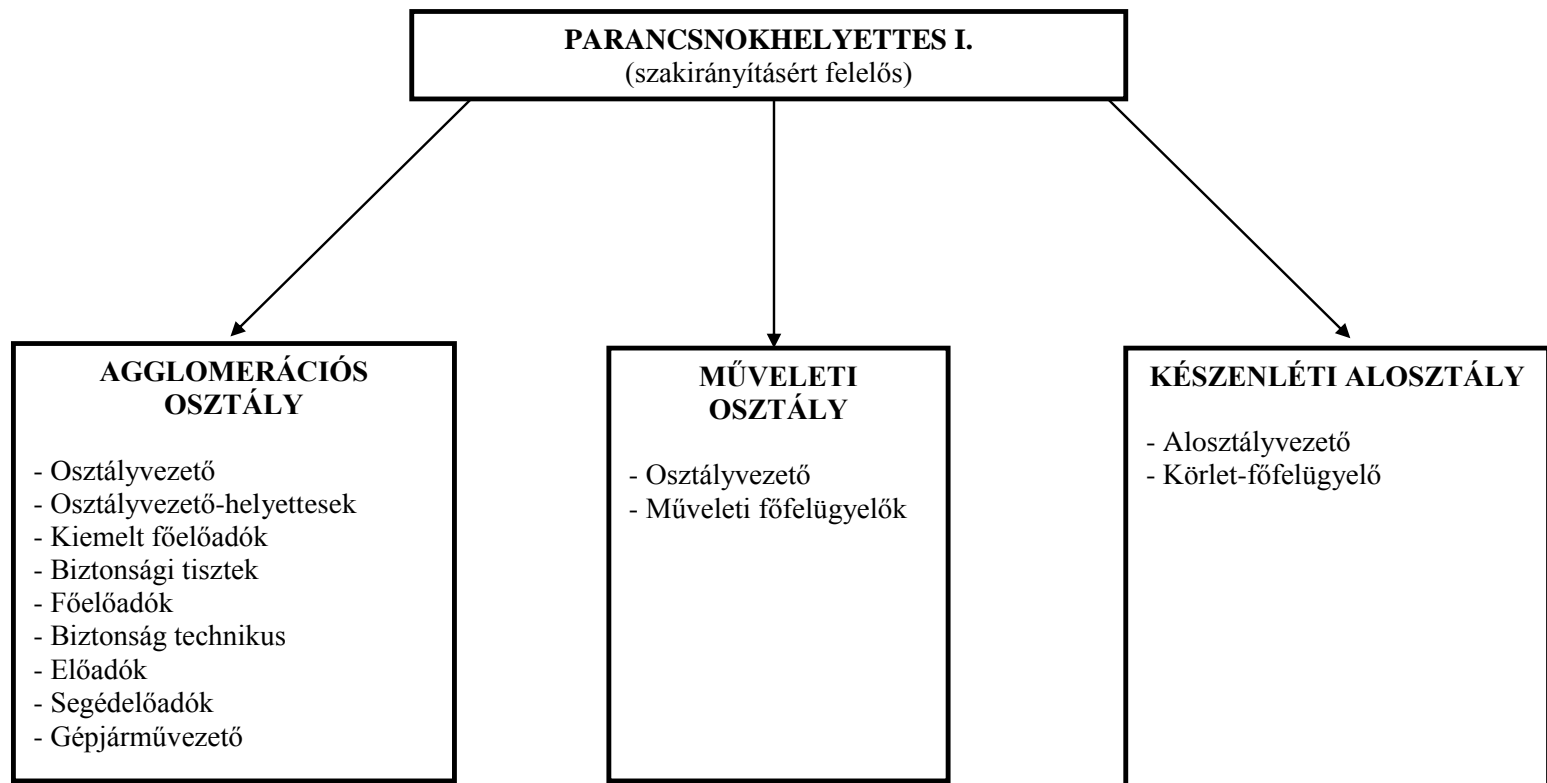 PARANCSNOKHELYETTES I.
(szakirányításért felelős)
AGGLOMERÁCIÓS
OSZTÁLY
- Osztályvezető
- Osztályvezető-helyettesek
- Kiemelt főelőadók
- Biztonsági tisztek
- Főelőadók
- Biztonság technikus
- Előadók
- Segédelőadók
- Gépjárművezető
MŰVELETI
OSZTÁLY
- Osztályvezető
- Műveleti főfelügyelők
KÉSZENLÉTI ALOSZTÁLY
- Alosztályvezető
- Körlet-főfelügyelő